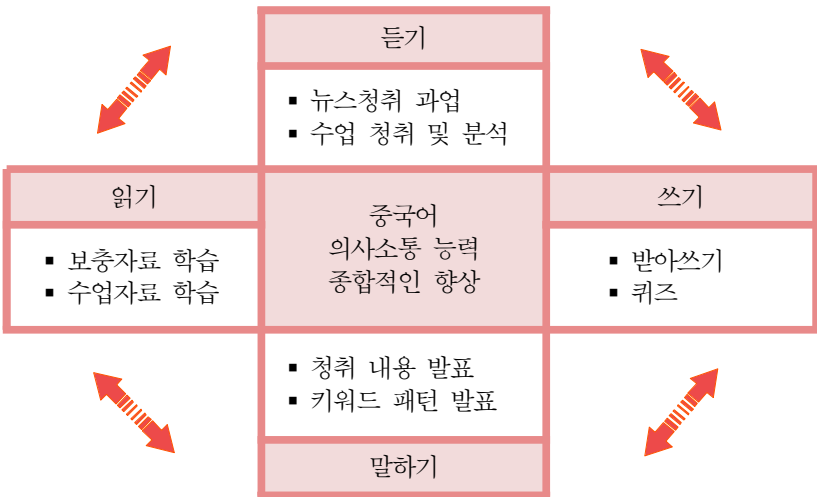 듣기
▪ 뉴스청취 과업
▪ 수업 청취 및 분석
읽기
▪ 보충자료 학습
▪ 수업자료 학습
중국어
의사소통 능력
종합적인 향상
쓰기
▪ 받아쓰기
▪ 퀴즈
▪ 청취 내용 발표
▪ 키워드 패턴 발표
말하기